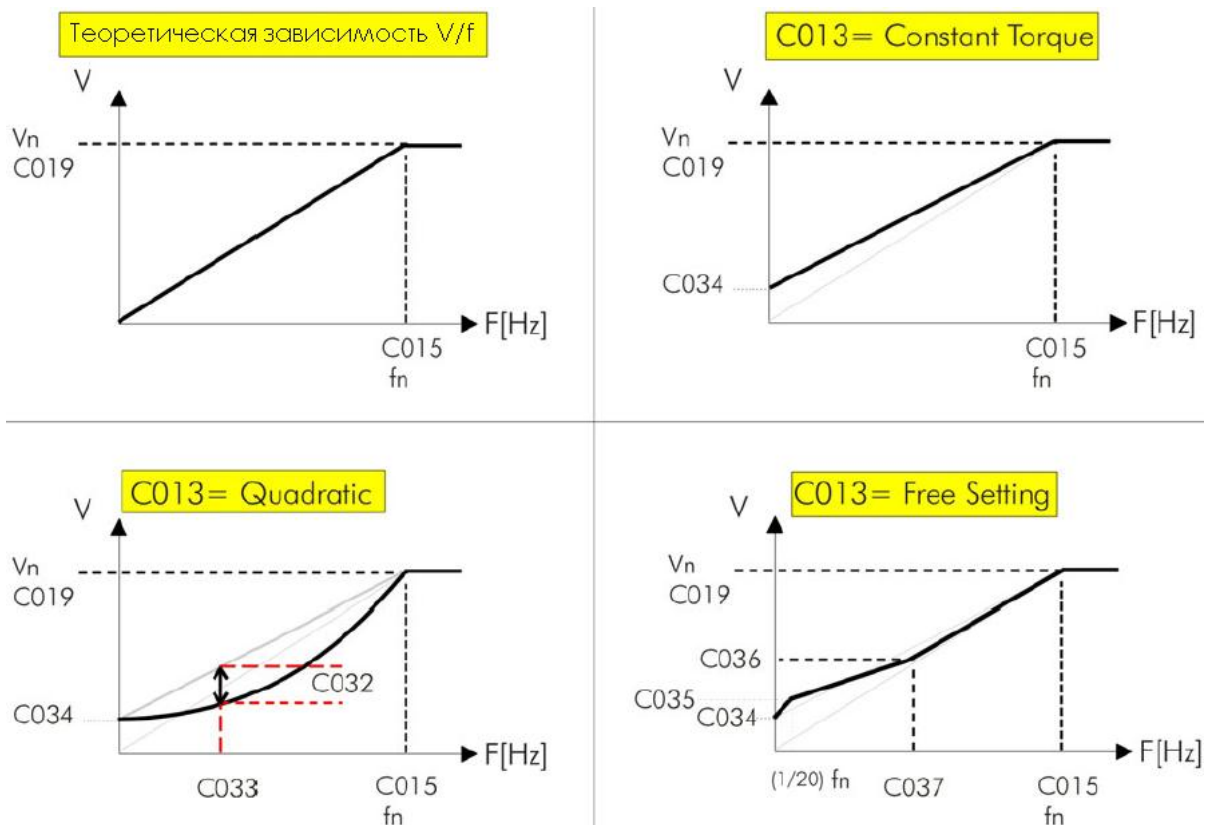 Теоретическая зависимость V/f
V
Vn
C019
F[Hz]
C015
fn
C013= Constant Torque
V
Vn
C019
C034
F[Hz]
C015
fn
C013= Quadratic
V
Vn
C019
C032
C034
F[Hz]
C033
C015
fn
C013= Free Setting
V
Vn
C019
C036
C035
C034
F[Hz]
(1/20) fn
C037
C015
fn